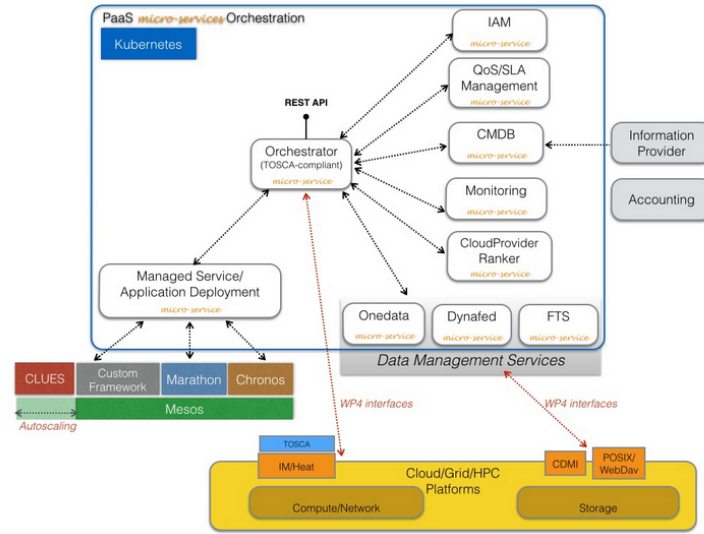 PaaS micro-services Orchestration
Kubernetes
IAM
micro-service
QoS/SLA
Management
micro-service
REST API
Orchestrator
(TOSCA-compliant)
micro-service
CMDB
micro-service
Information
Provider
Monitoring
micro-service
Accounting
CloudProvider
Ranker
micro-service
Managed Service/
Application Deployment
micro-service
Onedata
micro-service
Dynafed
micro-service
FTS
micro-service
Data Management Services
CLUES
Custom
Framework
Marathon
Chronos
Mesos
Autoscaling
WP4 interfaces
WP4 interfaces
TOSCA
IM/Heat
Cloud/Grid/HPC
Platforms
CDMI
POSIX/
WebDav
Compute/Network
Storage